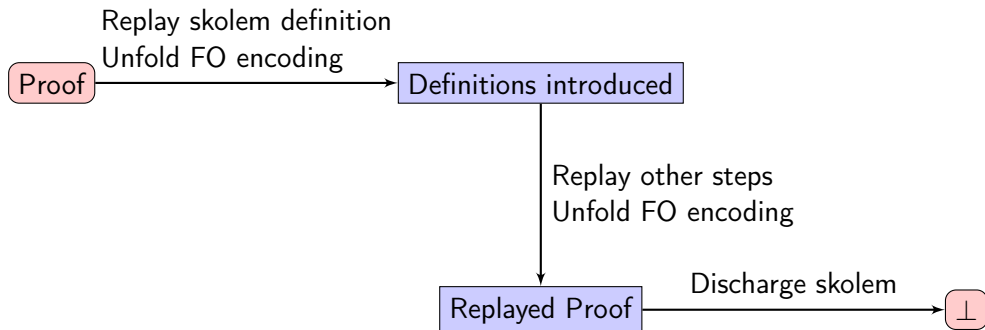 Replay skolem definition
Unfold FO encoding
Proof
Definitions introduced
Replay other steps
Unfold FO encoding
Discharge skolem
Replayed Proof
⊥